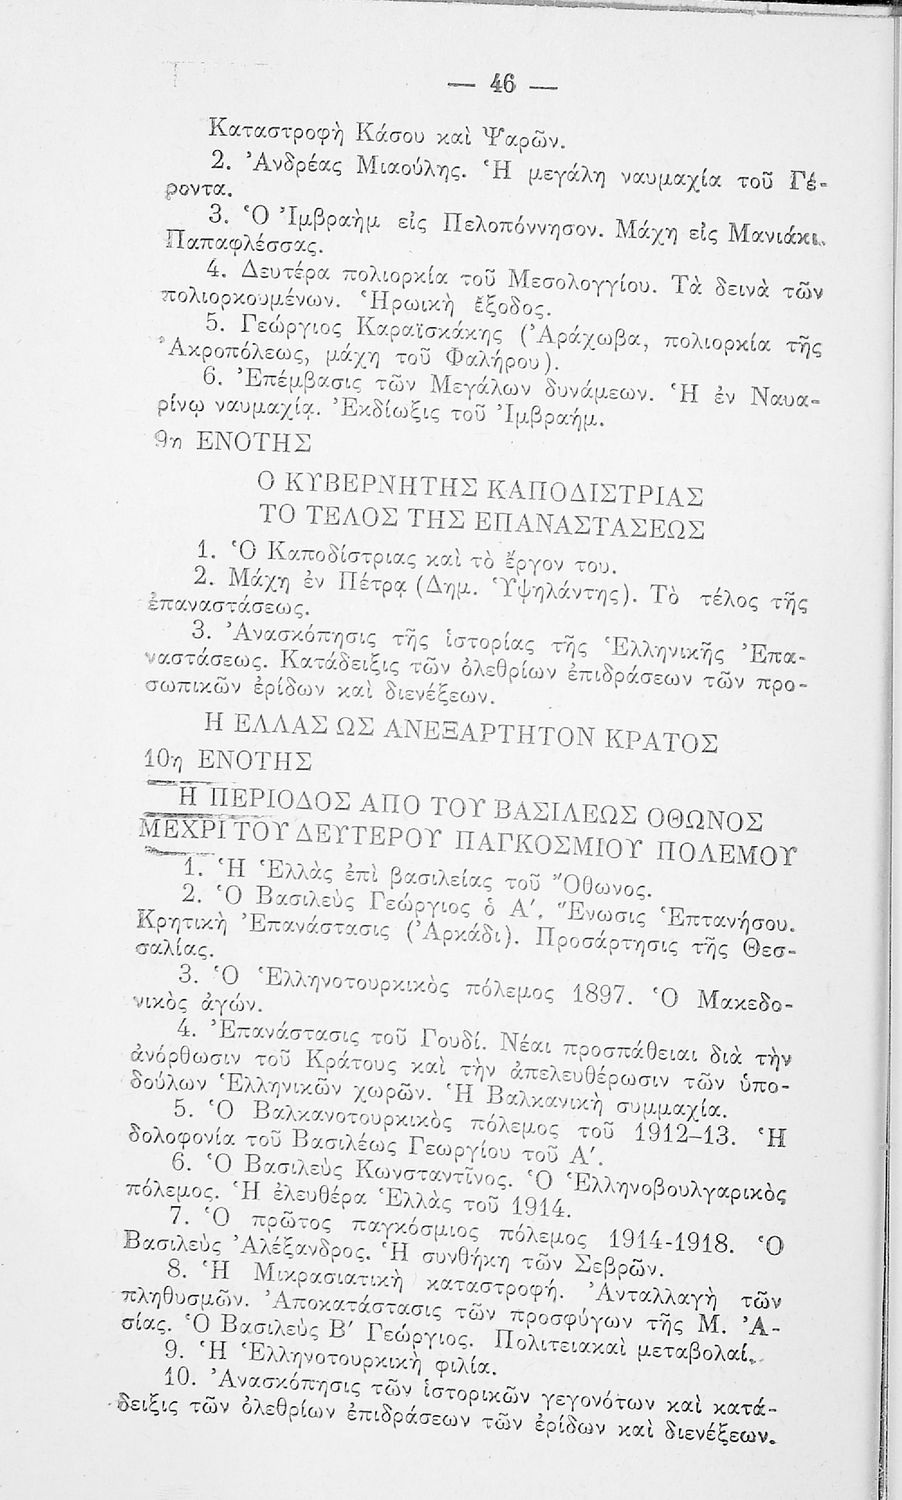 — 46 —
Καταστροφὴ Κάσου καὶ Ψαρῶν.
2. Ἀνδρέας Μιαούλης. Ἡ μεγάλη ναυμαχία τοῦ Γέ-
ροντα.
3. Ὁ Ἰμβραὴμ εἰς Πελοπόννησον. Μάχη εἰς Μανιάκι.
Παπαφλέσσας.
4. Δευτέρα πολιορκία τοῦ Μεσολογγίου. Τὰ δεινὰ τῶν
πολιορκουμένων. Ἡρωικὴ ἔξοδος.
5. Γεώργιος Καραϊσκάκης (Ἀράχωβα, πολιορκία τῆς
Ἀκροπόλεως, μάχη τοῦ Φαλήρου).
6. Ἐπέμβασις τῶν Μεγάλων δυνάμεων. Ἡ ἐν Ναυα-
ρίνῳ ναυμαχία. Ἐκδίωξις τοῦ Ἰμβραήμ.
9η ΕΝΟΤΗΣ
Ο ΚΥΒΕΡΝΗΤΗΣ ΚΑΠΟΔΙΣΤΡΙΑΣ
ΤΟ ΤΕΛΟΣ ΤΗΣ ΕΠΑΝΑΣΤΑΣΕΩΣ
1. Ὁ Καποδίστριας καὶ τὸ ἔργον του.
2. Μάχη ἐν Πέτρᾳ (Δημ. Ὑψηλάντης). Τὸ τέλος τῆς
ἐπαναστάσεως.
3. Ἀνασκόπησις τῆς ἱστορίας τῆς Ἑλληνικῆς Ἐπα-
ναστάσεως. Κατάδειξις τῶν ὀλεθρίων ἐπιδράσεων τῶν προ-
σωπικῶν ἐρίδων καὶ διενέξεων.
Η ΕΛΛΑΣ ΩΣ ΑΝΕΞΑΡΤΗΤΟΝ ΚΡΑΤΟΣ
10η ΕΝΟΤΗΣ
Η ΠΕΡΙΟΔΟΣ ΑΠΟ ΤΟΥ ΒΑΣΙΛΕΩΣ ΟΘΩΝΟΣ
ΜΕΧΡΙ ΤΟΥ ΔΕΥΤΕΡΟΥ ΠΑΓΚΟΣΜΙΟΥ ΠΟΛΕΜΟΥ
1. Ἡ Ἑλλὰς ἐπὶ βασιλείας τοῦ Ὄθωνος.
2. Ὁ Βασιλεὺς Γεώργιος ὁ Α΄. Ἕνωσις Ἑπτανήσου.
Κρητικὴ Ἐπανάστασις (Ἀρκάδι). Προσάρτησις τῆς Θεσ-
σαλίας.
3. Ὁ Ἑλληνοτουρκικὸς πόλεμος 1897. Ὁ Μακεδο-
νικὸς ἀγών.
4. Ἐπανάστασις τοῦ Γουδί. Νέαι προσπάθειαι διὰ τὴν
ἀνόρθωσιν τοῦ Κράτους καὶ τὴν ἀπελευθέρωσιν τῶν ὑπο-
δούλων Ἑλληνικῶν χωρῶν. Ἡ Βαλκανικὴ συμμαχία.
5. Ὁ Βαλκανοτουρκικὸς πόλεμος τοῦ 1912-13. Ἡ
δολοφονία τοῦ Βασιλέως Γεωργίου τοῦ Α΄.
6. Ὁ Βασιλεὺς Κωνσταντῖνος. Ὁ Ἑλληνοβουλγαρικὸς
πόλεμος. Ἡ ἐλευθέρα Ἑλλὰς τοῦ 1914.
7. Ὁ πρῶτος παγκόσμιος πόλεμος 1914-1918. Ὁ
Βασιλεὺς Ἀλέξανδρος. Ἡ συνθήκη τῶν Σεβρῶν.
8. Ἡ Μικρασιατικὴ καταστροφή. Ἀνταλλαγὴ τῶν
πληθυσμῶν. Ἀποκατάστασις τῶν προσφύγων τῆς Μ. Ἀ-
σίας. Ὁ Βασιλεὺς Β΄ Γεώργιος. Πολιτειακαὶ μεταβολαί.
9. Ἡ Ἑλληνοτουρκικὴ φιλία.
10. Ἀνασκόπησις τῶν ἱστορικῶν γεγονότων καὶ κατά-
δειξις τῶν ὀλεθρίων ἐπιδράσεων τῶν ἐρίδων καὶ διενέξεων.